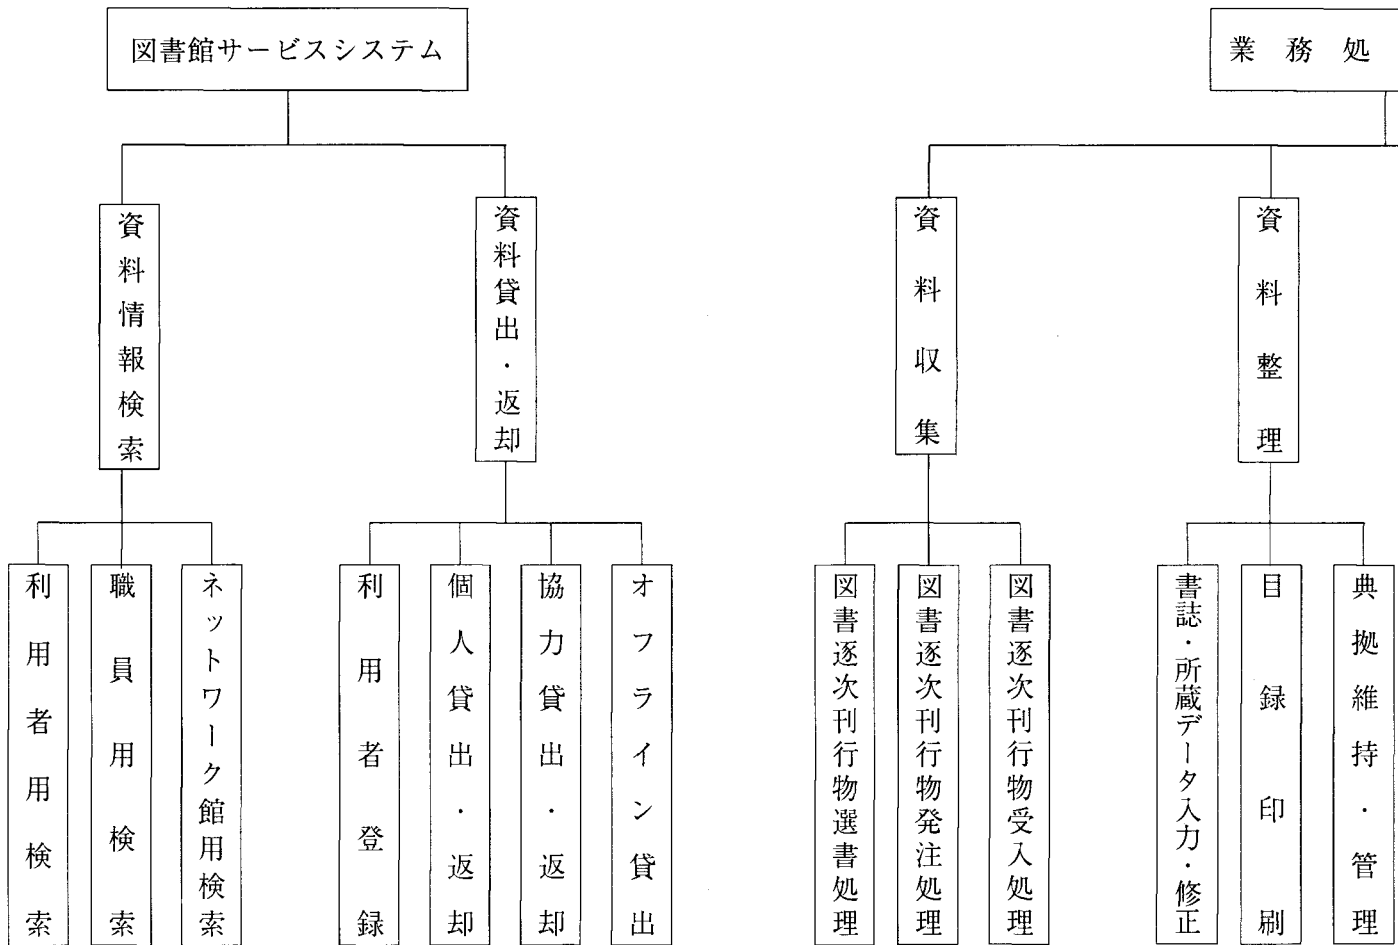 図書館サービスシステム
業務処
資料情報検索
資料貸出・返却
資料収集
資料整理
利用者用検索
職員用検索
ネットワーク館用検索
利用者登録
個人貸出・返却
協力貸出・返却
オフライン貸出
図書逐次刊行物選書処理
図書逐次刊行物発注処理
図書逐次刊行物受入処理
書誌・所蔵データ入力・修正
目録印刷
典拠維持・管理